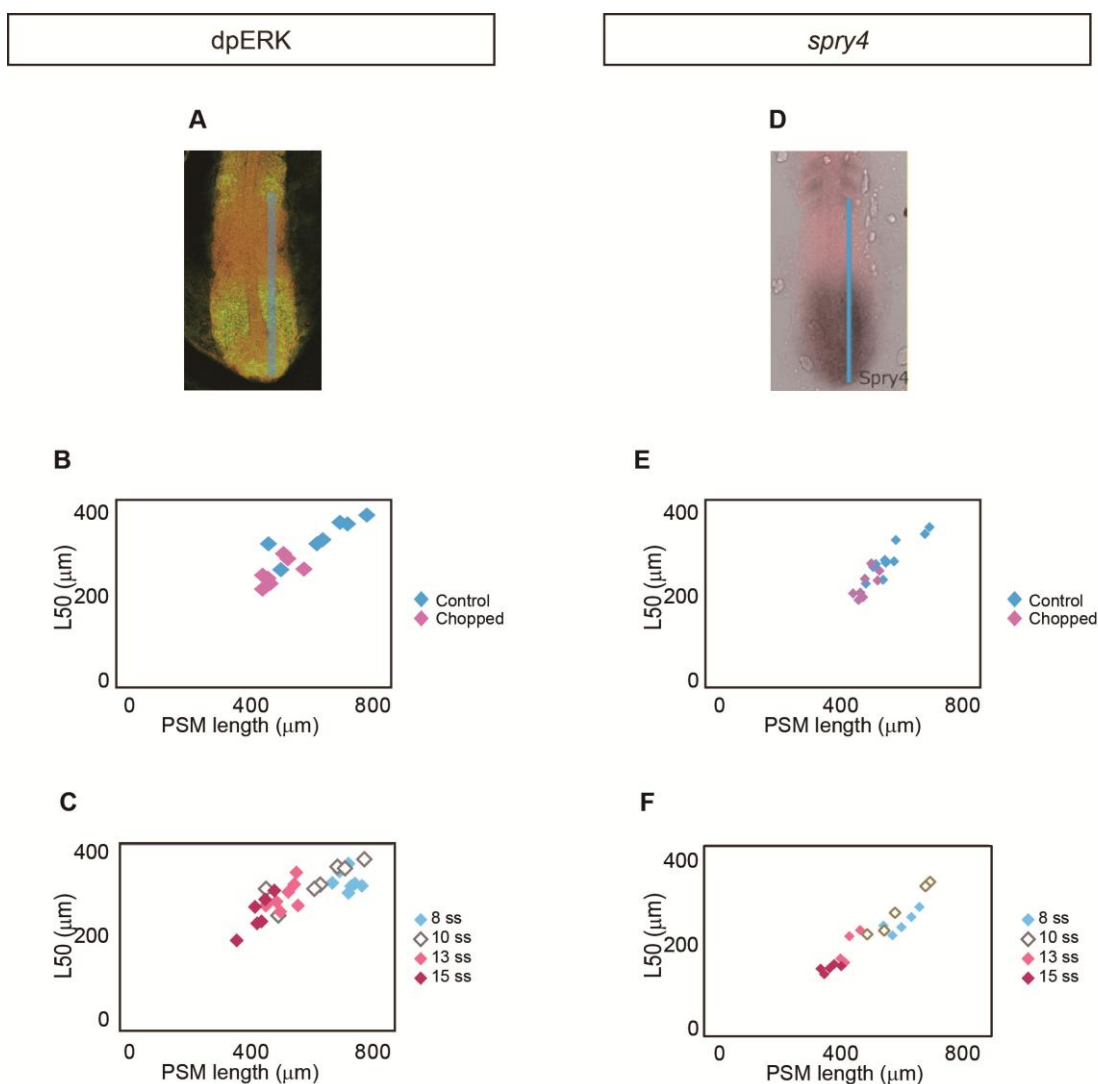 dpERK
spry4
A
D
Spry4
B
E
400
200
0
L50 (μm)
0 400 800
PSM length (μm)
Control
Chopped
400
200
0
L50 (μm)
0 400 800
PSM length (μm)
Control
Chopped
C
F
400
200
0
L50 (μm)
0 400 800
PSM length (μm)
8 ss
10 ss
13 ss
15 ss
400
200
0
L50 (μm)
0 400 800
PSM length (μm)
8 ss
10 ss
13 ss
15 ss